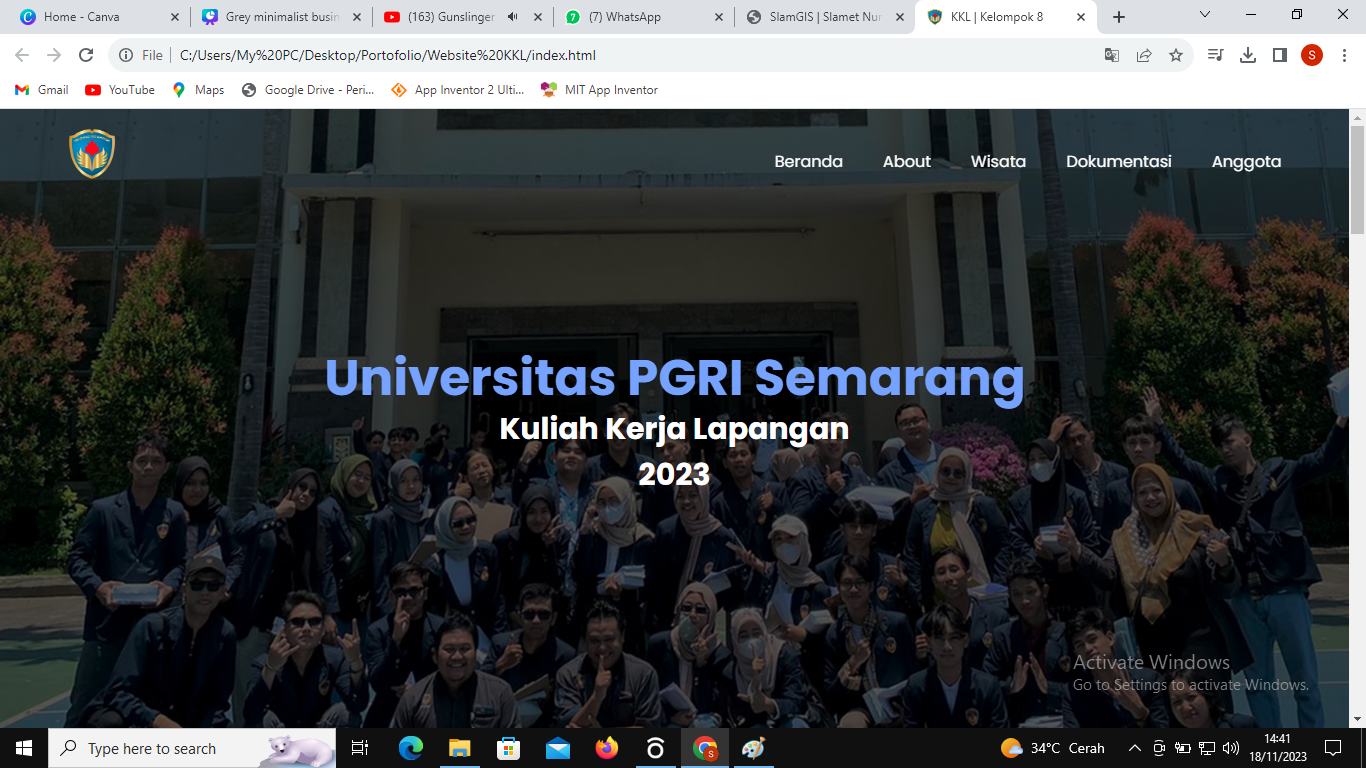 Home - Canva
Grey minimalist busin
(163) Gunslinger
(7) WhatsApp
SlamGIS | Slamet Nur
KKL | Kelompok 8
File
C:/Users/My%20PC/Desktop/Portofolio/Website%20KKL/index.html
S
Gmail
YouTube
Maps
Google Drive - Peri...
App Inventor 2 Ulti...
MIT App Inventor
Beranda
About
Wisata
Dokumentasi
Anggota
Universitas PGRI Semarang
Kuliah Kerja Lapangan
2023
Activate Windows
Go to Settings to activate Windows.
Type here to search
34°C Cerah
14:41
18/11/2023